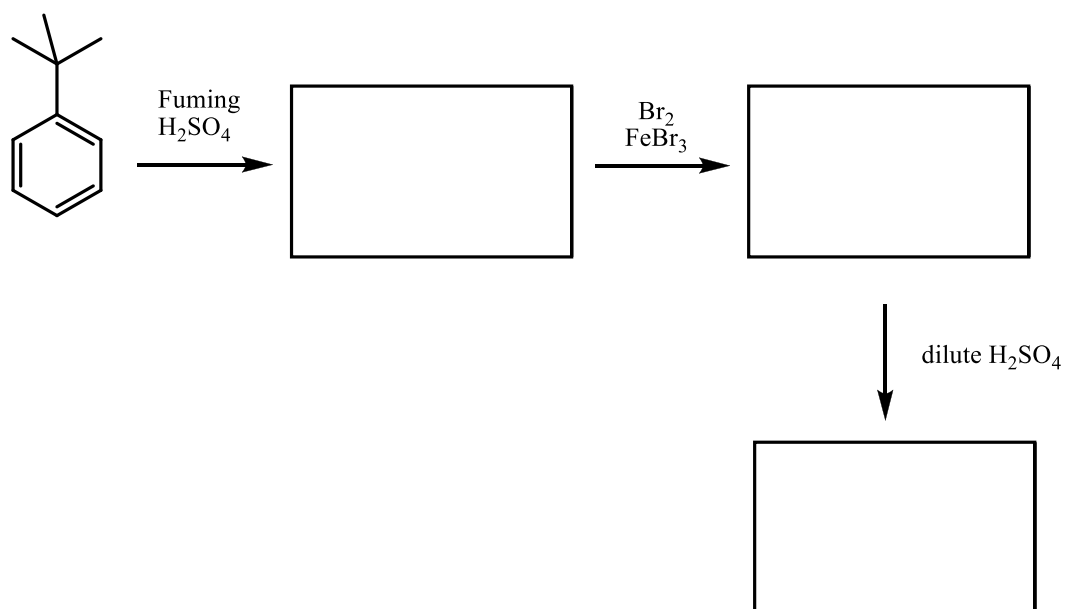 Fuming
H₂SO₄
Br₂
FeBr₃
dilute H₂SO₄